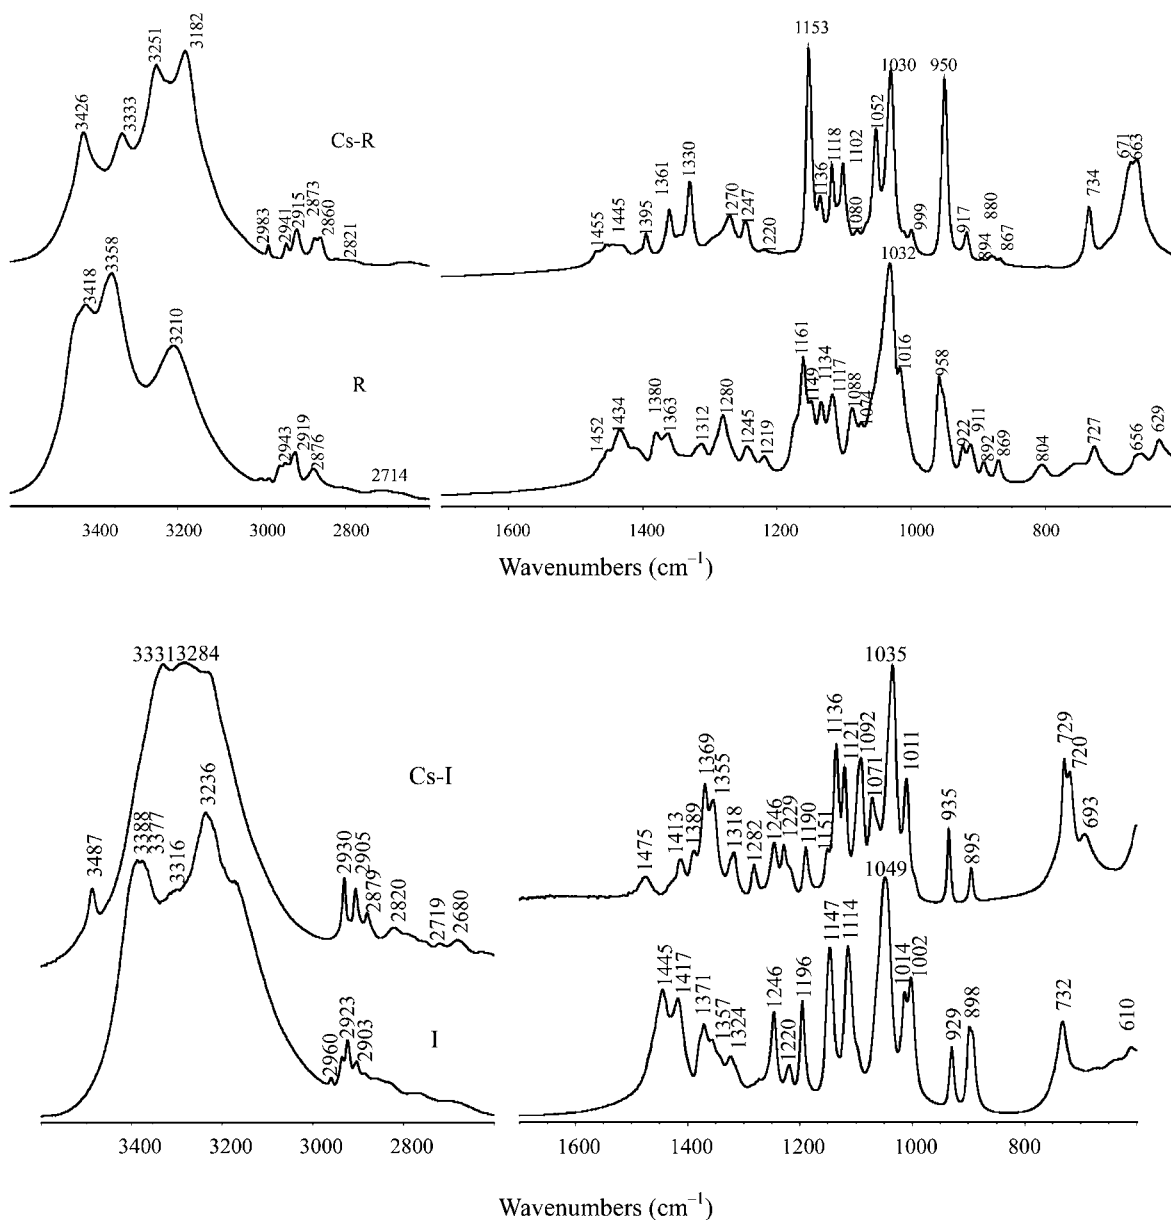 3426 3333 3251 3182
Cs-R
2983 2941 2915 2873 2860 2821
1455 1445 1395 1361 1330 1270 1247 1220 1153 1136 1118 1080 1102 1052 1030 999 950 917 894 880 867 734 671 663
3418 3358 3210
R
2943 2919 2876 2714
1452 1434 1380 1363 1312 1280 1245 1219 1161 1149 1134 1117 1088 1074 1032 1016 958 922 911 892 869 804 727 656 629
3400 3200 3000 2800 1600 1400 1200 1000 800
Wavenumbers (cm⁻¹)
3487 3331 3284
Cs-I
2930 2905 2879 2820 2719 2680
1475 1413 1389 1369 1355 1318 1282 1246 1229 1190 1151 1136 1121 1092 1071 1035 1011 935 895 729 720 693
3388 3377 3316 3236
I
2960 2923 2903
1445 1417 1371 1357 1324 1246 1220 1196 1147 1114 1049 1014 1002 929 898 732 610
3400 3200 3000 2800 1600 1400 1200 1000 800
Wavenumbers (cm⁻¹)